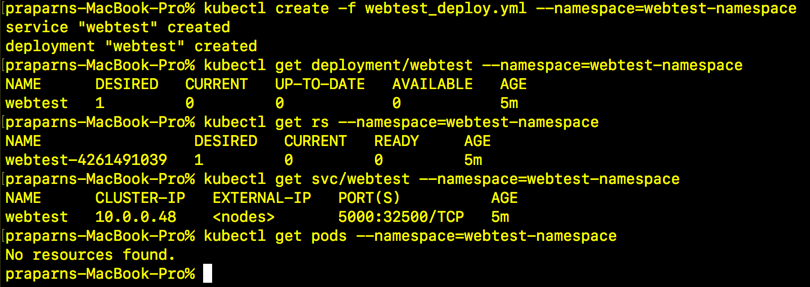 [praparns-MacBook-Pro% kubectl create -f webtest_deploy.yml --namespace=webtest-namespace
service "webtest" created
deployment "webtest" created
[praparns-MacBook-Pro% kubectl get deployment/webtest --namespace=webtest-namespace
NAME DESIRED CURRENT UP-TO-DATE AVAILABLE AGE
webtest 1 0 0 0 5m
[praparns-MacBook-Pro% kubectl get rs --namespace=webtest-namespace
NAME DESIRED CURRENT READY AGE
webtest-4261491039 1 0 0 5m
[praparns-MacBook-Pro% kubectl get svc/webtest --namespace=webtest-namespace
NAME CLUSTER-IP EXTERNAL-IP PORT(S) AGE
webtest 10.0.0.48 <nodes> 5000:32500/TCP 5m
[praparns-MacBook-Pro% kubectl get pods --namespace=webtest-namespace
No resources found.
praparns-MacBook-Pro%